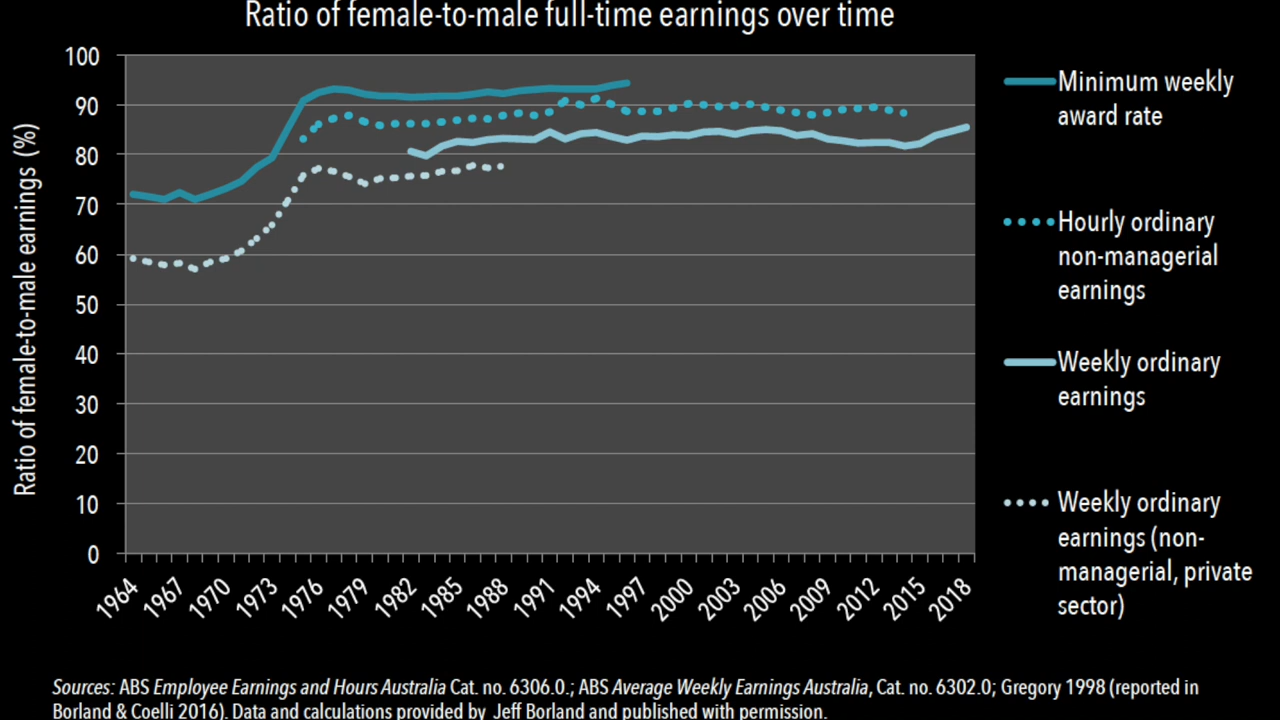 Ratio of female-to-male full-time earnings over time
Ratio of female-to-male earnings (%)
100
90
80
70
60
50
40
30
20
10
0
1964
1967
1970
1973
1976
1979
1982
1985
1988
1991
1994
1997
2000
2003
2006
2009
2012
2015
2018
Minimum weekly
award rate
Hourly ordinary
non-managerial
earnings
Weekly ordinary
earnings
Weekly ordinary
earnings (non-
managerial, private
sector)
Sources: ABS Employee Earnings and Hours Australia Cat. no. 6306.0.; ABS Average Weekly Earnings Australia, Cat. no. 6302.0; Gregory 1998 (reported in
Borland & Coelli 2016). Data and calculations provided by Jeff Borland and published with permission.